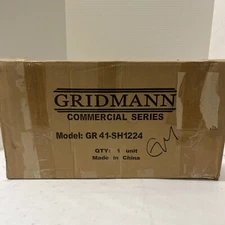 GRIDMANN
COMMERCIAL SERIES
Model: GR 41-SH1224
QTY: 1 unit
Made in China